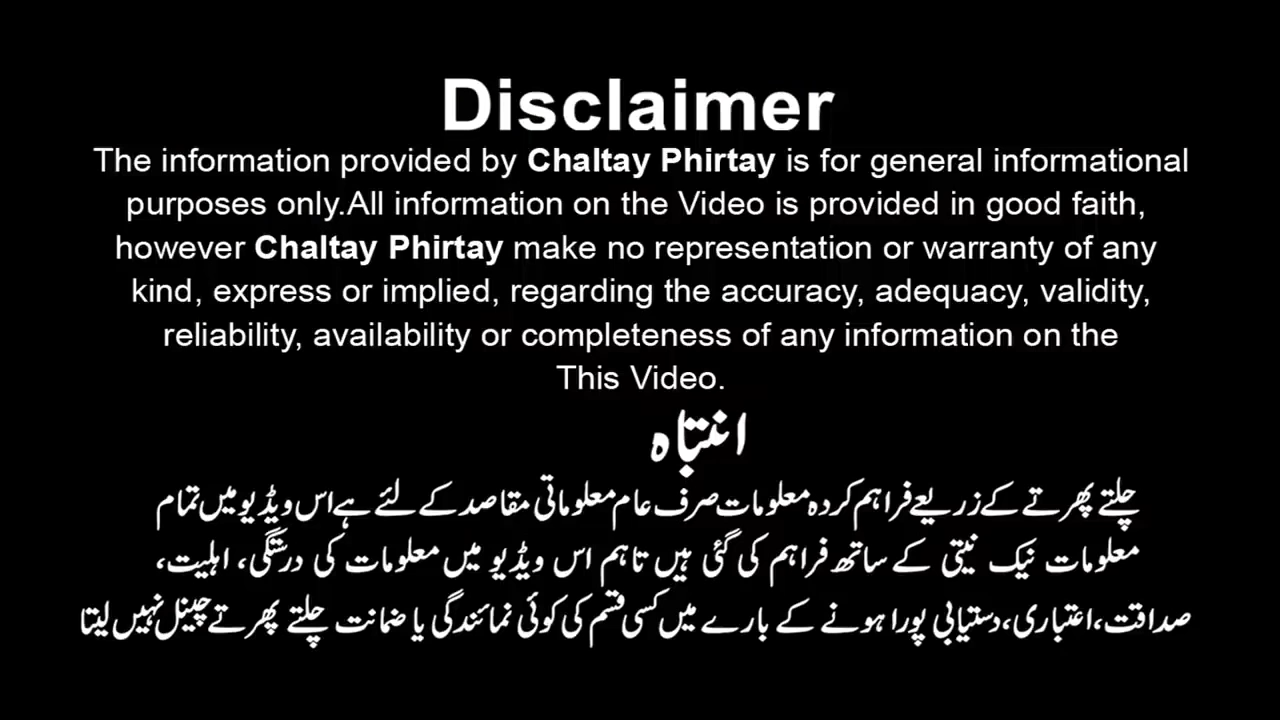 Disclaimer
The information provided by Chaltay Phirtay is for general informational
purposes only.All information on the Video is provided in good faith,
however Chaltay Phirtay make no representation or warranty of any
kind, express or implied, regarding the accuracy, adequacy, validity,
reliability, availability or completeness of any information on the
This Video.
انتباہ
چلتے پھرتے کے زریعے فراہم کردہ معلومات صرف عام معلوماتی مقاصد کے لئے ہے اس ویڈیو میں تمام
معلومات نیک نیتی کے ساتھ فراہم کی گئی ہیں تاہم اس ویڈیو میں معلومات کی درستگی، اہلیت،
صداقت، اعتباری، دستیابی پورا ہونے کے بارے میں کسی قسم کی کوئی نمائندگی یا ضمانت چلتے پھرتے چینل نہیں لیتا